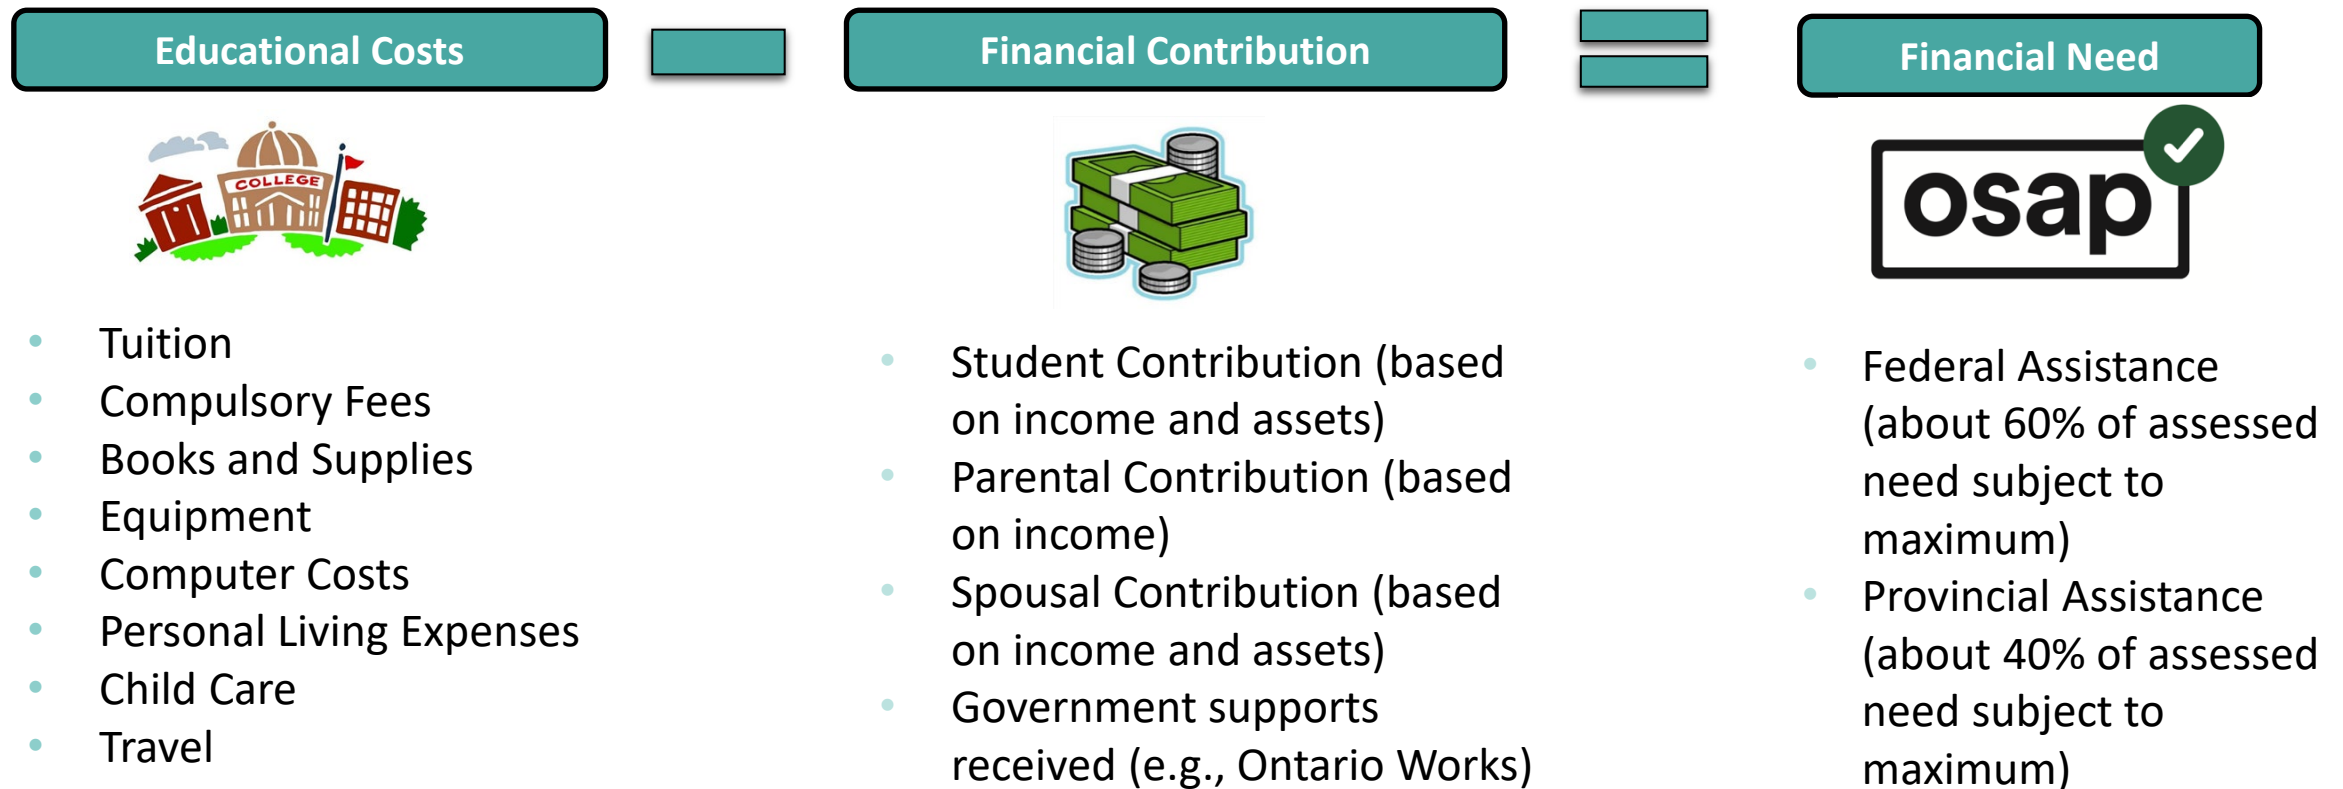 Educational Costs
Financial Contribution
Financial Need
COLLEGE
osap
• Tuition
• Compulsory Fees
• Books and Supplies
• Equipment
• Computer Costs
• Personal Living Expenses
• Child Care
• Travel
• Student Contribution (based
on income and assets)
• Parental Contribution (based
on income)
• Spousal Contribution (based
on income and assets)
• Government supports
received (e.g., Ontario Works)
• Federal Assistance
(about 60% of assessed
need subject to
maximum)
• Provincial Assistance
(about 40% of assessed
need subject to
maximum)